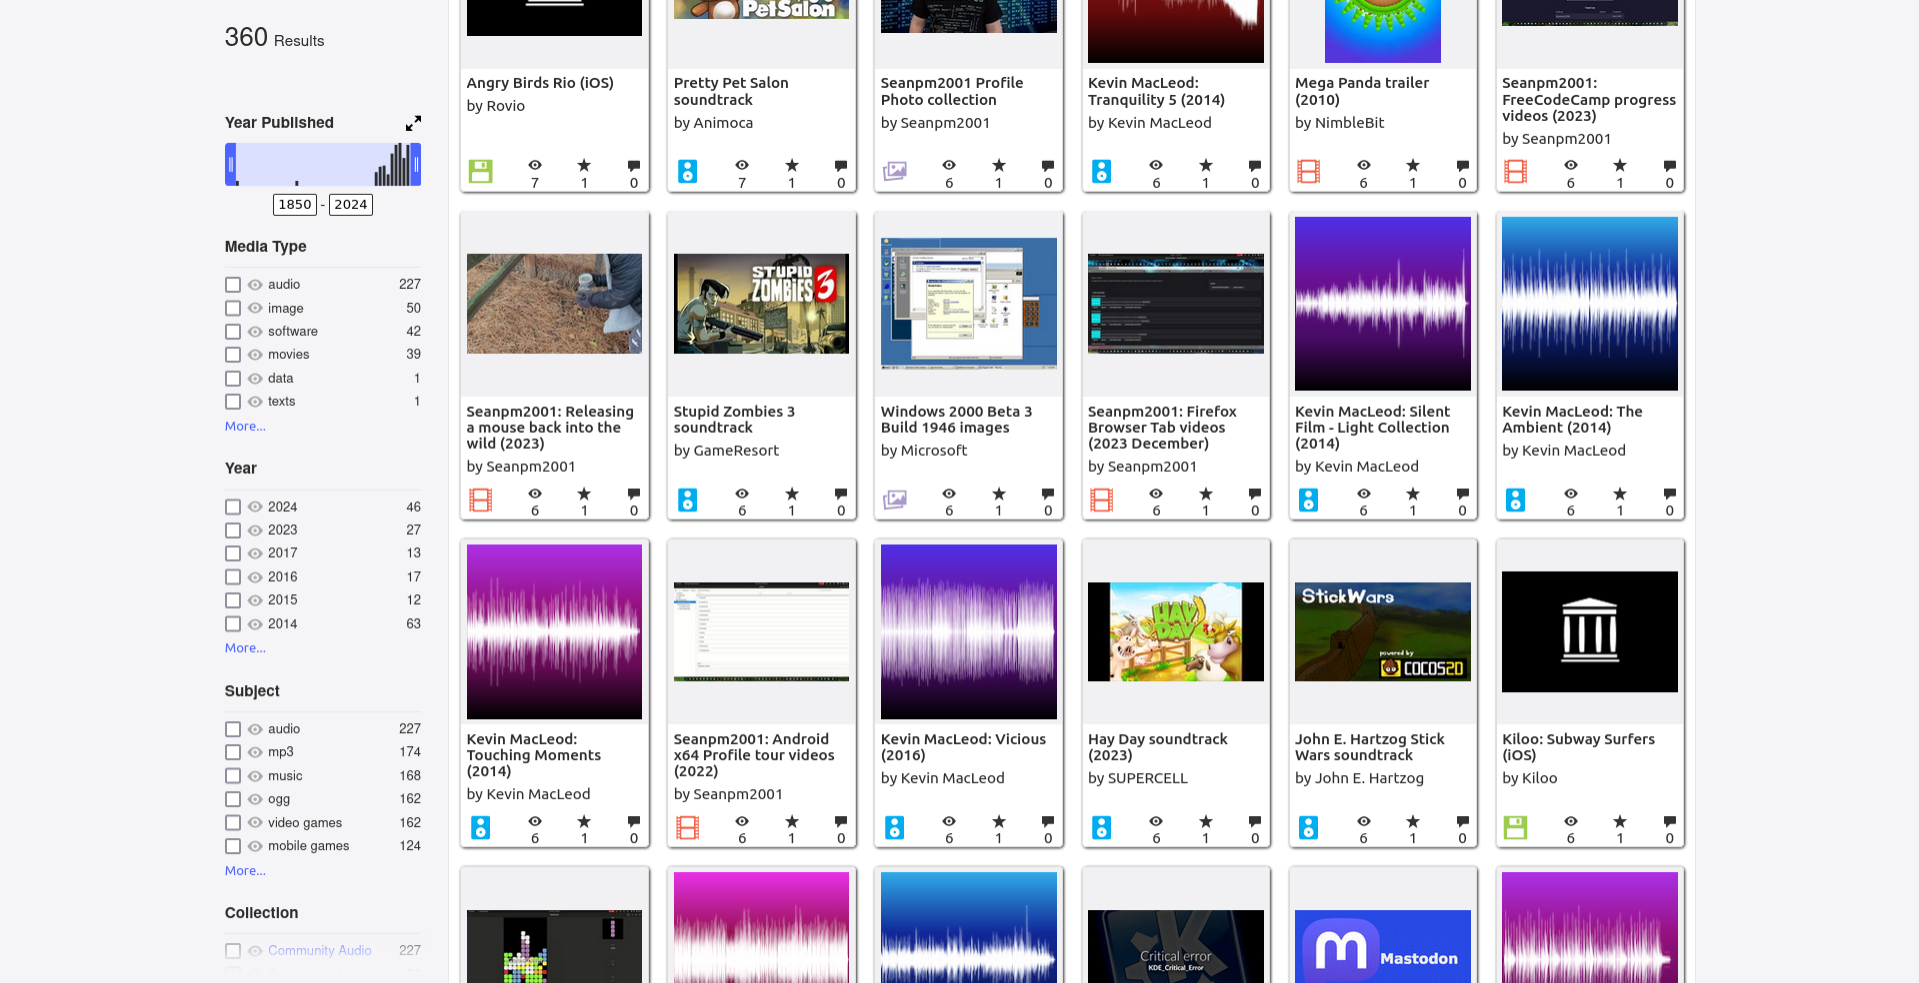 360 Results
Year Published
1850 - 2024
Media Type
audio 227
image 50
software 42
movies 39
data 1
texts 1
More...
Year
2024 46
2023 27
2017 13
2016 17
2015 12
2014 63
More...
Subject
audio 227
mp3 174
music 168
ogg 162
video games 162
mobile games 124
More...
Collection
Community Audio 227
Angry Birds Rio (iOS)
by Rovio
7 1 0
PetSalon
Pretty Pet Salon
soundtrack
by Animoca
7 1 0
Seanpm2001 Profile
Photo collection
by Seanpm2001
6 1 0
Kevin MacLeod:
Tranquility 5 (2014)
by Kevin MacLeod
6 1 0
Mega Panda trailer
(2010)
by NimbleBit
6 1 0
Seanpm2001:
FreeCodeCamp progress
videos (2023)
by Seanpm2001
6 1 0
Seanpm2001: Releasing
a mouse back into the
wild (2023)
by Seanpm2001
6 1 0
STUPID
ZOMBIES 3
Stupid Zombies 3
soundtrack
by GameResort
6 1 0
Windows 2000 Beta 3
Build 1946 images
by Microsoft
6 1 0
Seanpm2001: Firefox
Browser Tab videos
(2023 December)
by Seanpm2001
6 1 0
Kevin MacLeod: Silent
Film - Light Collection
(2014)
by Kevin MacLeod
6 1 0
Kevin MacLeod: The
Ambient (2014)
by Kevin MacLeod
6 1 0
Kevin MacLeod:
Touching Moments
(2014)
by Kevin MacLeod
6 1 0
Seanpm2001: Android
x64 Profile tour videos
(2022)
by Seanpm2001
6 1 0
Kevin MacLeod: Vicious
(2016)
by Kevin MacLeod
6 1 0
HAY
DAY
Hay Day soundtrack
(2023)
by SUPERCELL
6 1 0
StickWars
powered by
COCOS2D
John E. Hartzog Stick
Wars soundtrack
by John E. Hartzog
6 1 0
Kiloo: Subway Surfers
(iOS)
by Kiloo
6 1 0
Critical error
KDE_Critical_Error
Mastodon